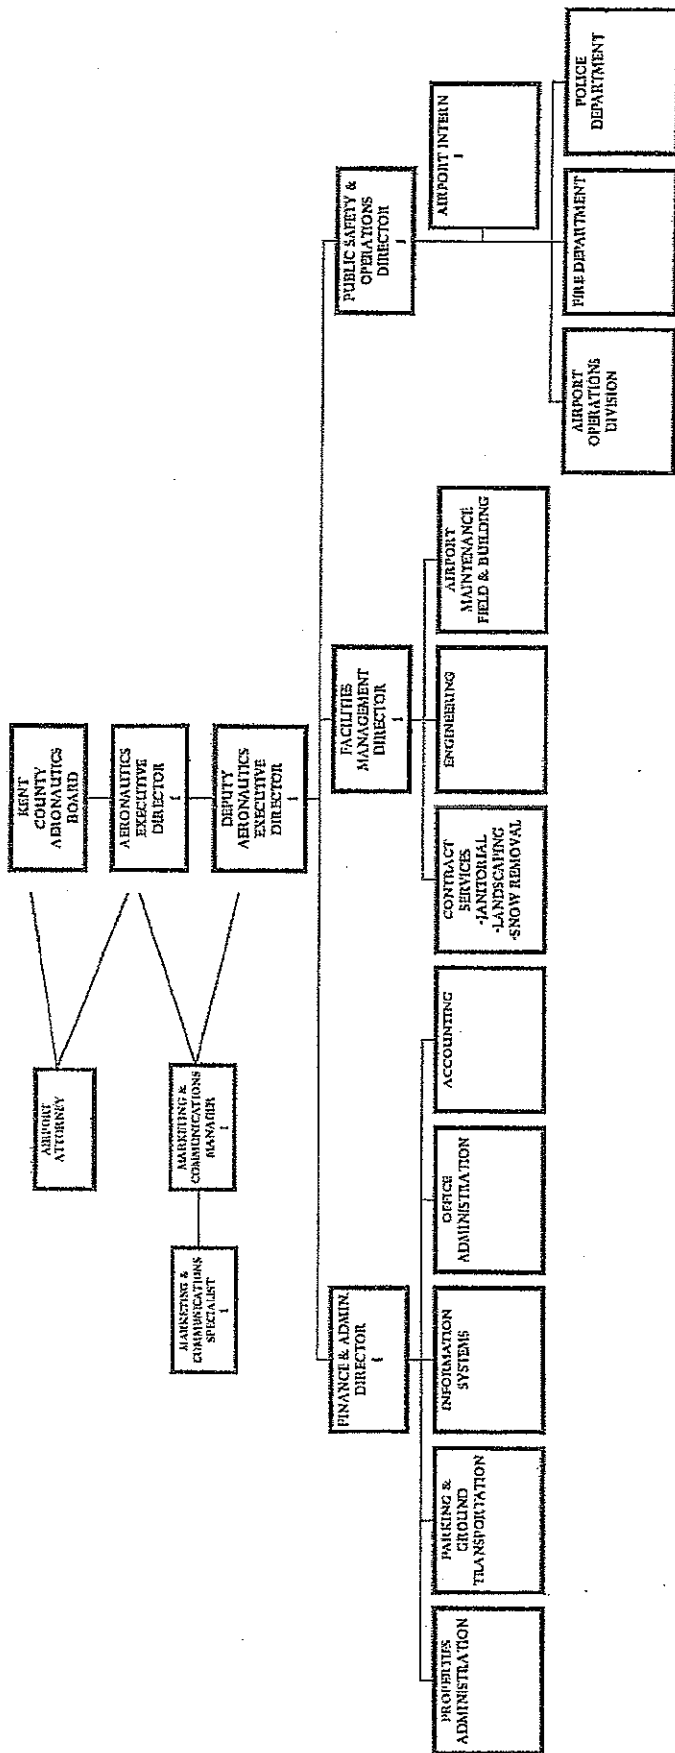 KENT
COUNTY
AERONAUTICS
BOARD
AIRPORT
ATTORNEY
AERONAUTICS
EXECUTIVE
DIRECTOR
1
MARKETING &
COMMUNICATIONS
SPECIALIST
1
MARKETING &
COMMUNICATIONS
MANAGER
1
DEPUTY
AERONAUTICS
EXECUTIVE
DIRECTOR
1
FINANCE & ADMIN.
DIRECTOR
1
FACILITIES
MANAGEMENT
DIRECTOR
1
PUBLIC SAFETY &
OPERATIONS
DIRECTOR
1
PROPERTIES
ADMINISTRATION
PARKING &
GROUND
TRANSPORTATION
INFORMATION
SYSTEMS
OFFICE
ADMINISTRATION
ACCOUNTING
CONTRACT
SERVICES
-JANITORIAL
-LANDSCAPING
-SNOW REMOVAL
ENGINEERING
AIRPORT
MAINTENANCE
FIELD & BUILDING
AIRPORT INTERN
1
AIRPORT
OPERATIONS
DIVISION
FIRE DEPARTMENT
POLICE
DEPARTMENT